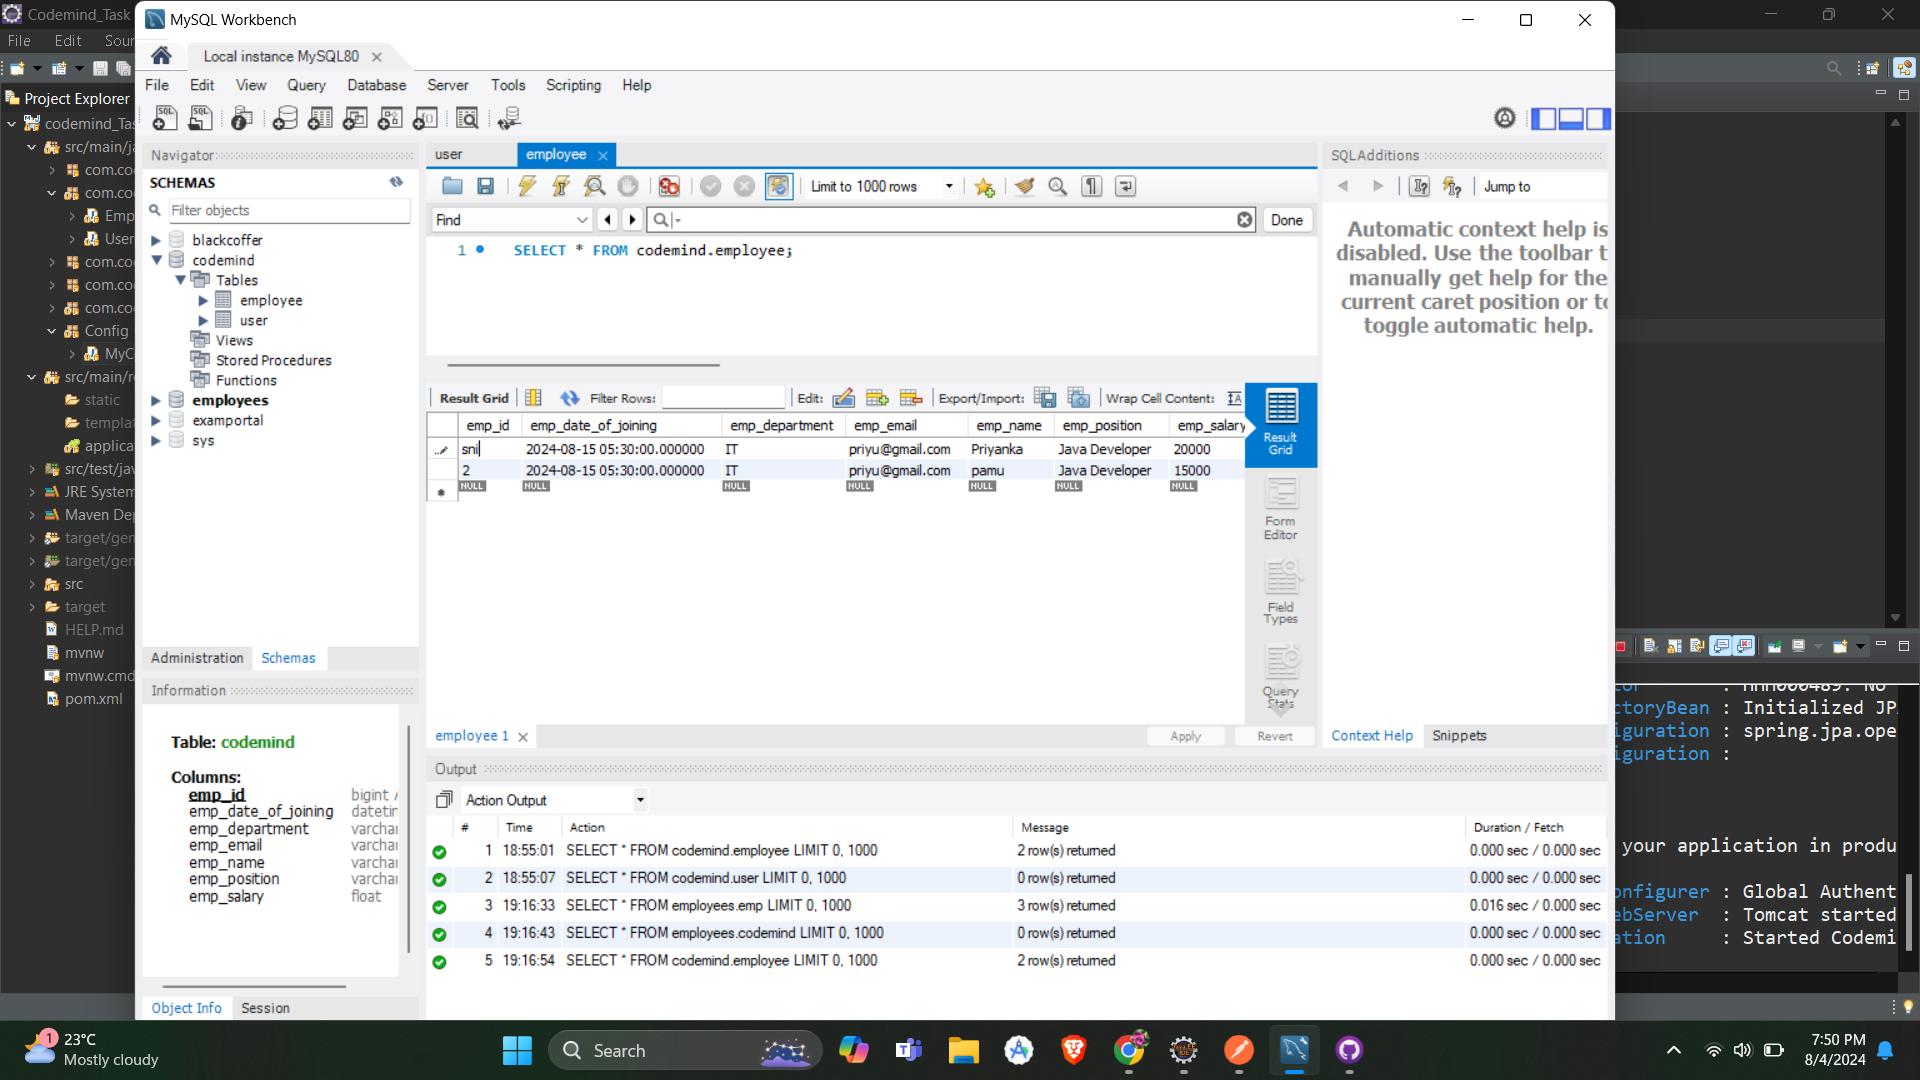 Codemind_Task
MySQL Workbench
File Edit Sour
Local instance MySQL80
File Edit View Query Database Server Tools Scripting Help
Project Explorer
codemind_Tas
src/main/ja
com.co
com.co
Emp
User
com.co
com.co
com.co
Config
MyC
src/main/re
static
templat
applica
src/test/jav
JRE System
Maven Dep
target/gen
target/gen
src
target
HELP.md
mvnw
mvnw.cmd
pom.xml
Navigator
SCHEMAS
Filter objects
blackcoffer
codemind
Tables
employee
user
Views
Stored Procedures
Functions
employees
examportal
sys
Administration Schemas
Information
Table: codemind
Columns:
emp_id bigint A
emp_date_of_joining datetin
emp_department varchar
emp_email varchar
emp_name varchar
emp_position varchar
emp_salary float
Object Info Session
user employee
Limit to 1000 rows
Find Done
1 SELECT * FROM codemind.employee;
Result Grid Filter Rows: Edit: Export/Import: Wrap Cell Content:
emp_id emp_date_of_joining emp_department emp_email emp_name emp_position emp_salary
sni 2024-08-15 05:30:00.000000 IT priyu@gmail.com Priyanka Java Developer 20000
2 2024-08-15 05:30:00.000000 IT priyu@gmail.com pamu Java Developer 15000
NULL NULL NULL NULL NULL NULL NULL
Result
Grid
Form
Editor
Field
Types
Query
Stats
employee 1 Apply Revert
SQLAdditions
Jump to
Automatic context help is
disabled. Use the toolbar t
manually get help for the
current caret position or to
toggle automatic help.
Context Help Snippets
Output
Action Output
# Time Action Message Duration / Fetch
1 18:55:01 SELECT * FROM codemind.employee LIMIT 0, 1000 2 row(s) returned 0.000 sec / 0.000 sec
2 18:55:07 SELECT * FROM codemind.user LIMIT 0, 1000 0 row(s) returned 0.000 sec / 0.000 sec
3 19:16:33 SELECT * FROM employees.emp LIMIT 0, 1000 3 row(s) returned 0.016 sec / 0.000 sec
4 19:16:43 SELECT * FROM employees.codemind LIMIT 0, 1000 0 row(s) returned 0.000 sec / 0.000 sec
5 19:16:54 SELECT * FROM codemind.employee LIMIT 0, 1000 2 row(s) returned 0.000 sec / 0.000 sec
tor : HHH000489: No
ctoryBean : Initialized JP
iguration : spring.jpa.ope
iguration :
your application in produ
onfigurer : Global Authent
ebServer : Tomcat started
ation : Started Codemi
1
23°C
Mostly cloudy
Search
7:50 PM
8/4/2024